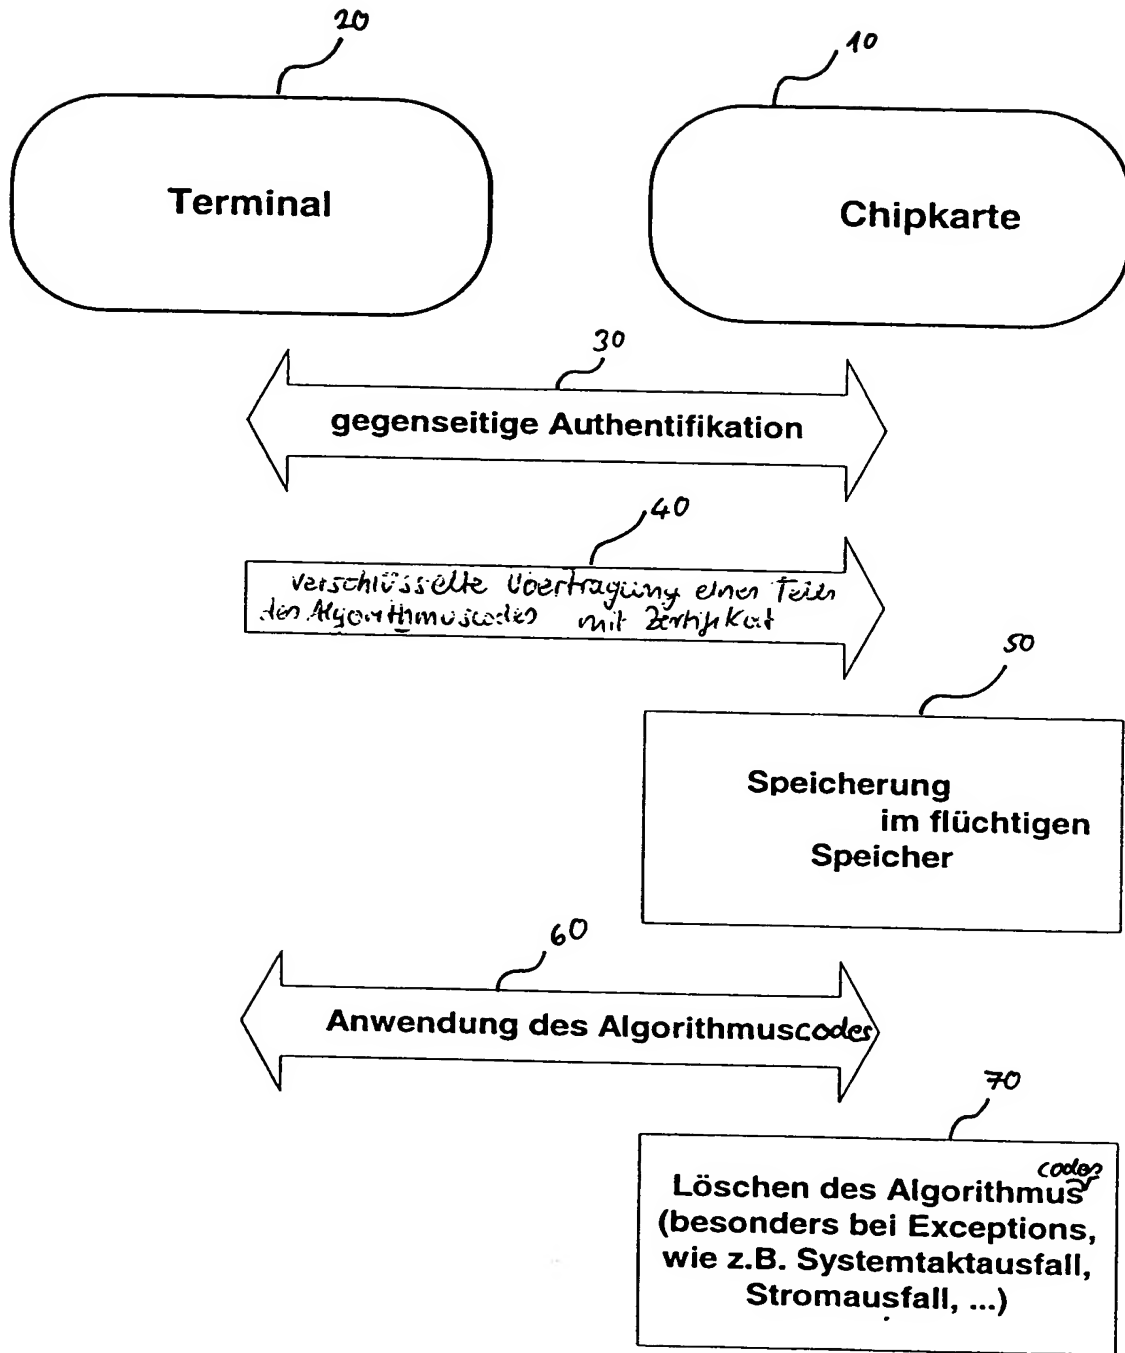 20
10
Terminal
Chipkarte
30
gegenseitige Authentifikation
40
verschlüsselte Übertragung eines Teils
des Algorithmuscodes mit Zertifikat
50
Speicherung
im flüchtigen
Speicher
60
Anwendung des Algorithmuscodes
70
codes
Löschen des Algorithmus
(besonders bei Exceptions,
wie z.B. Systemtaktausfall,
Stromausfall, ...)